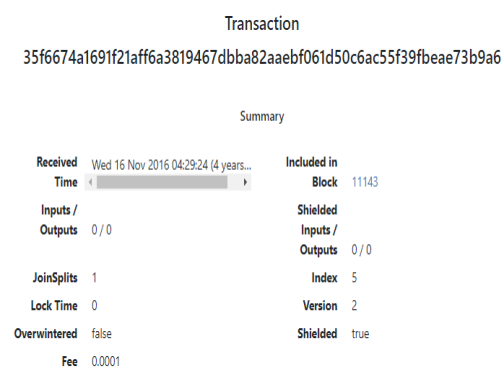 Transaction
35f6674a1691f21aff6a3819467dbba82aaebf061d50c6ac55f39fbeae73b9a6
Summary
Received Time Wed 16 Nov 2016 04:29:24 (4 years...
Included in Block 11143
Inputs / Outputs 0 / 0
Shielded Inputs / Outputs 0 / 0
JoinSplits 1
Index 5
Lock Time 0
Version 2
Overwintered false
Shielded true
Fee 0.0001